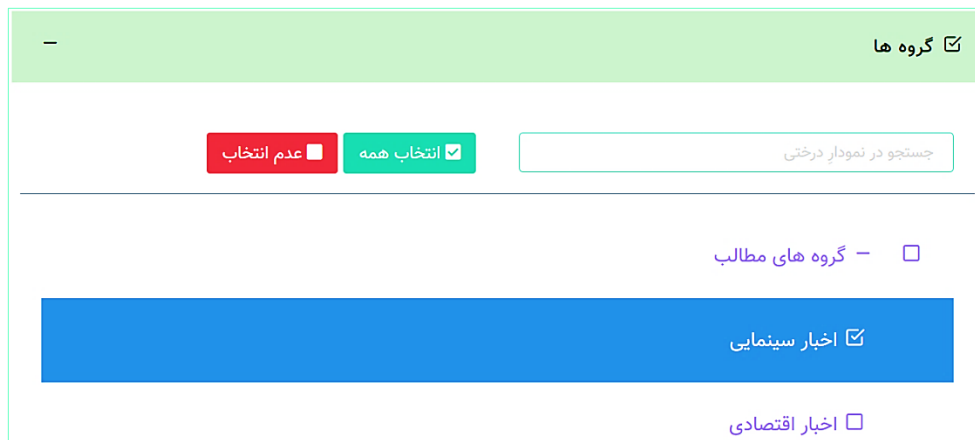 گروه ها
جستجو در نمودارِ درختی
انتخاب همه
عدم انتخاب
گروه های مطالب
اخبار سینمایی
اخبار اقتصادی